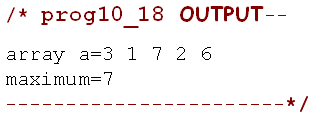 /* prog10_18 OUTPUT--
array a=3 1 7 2 6
maximum=7
-----------------------*/